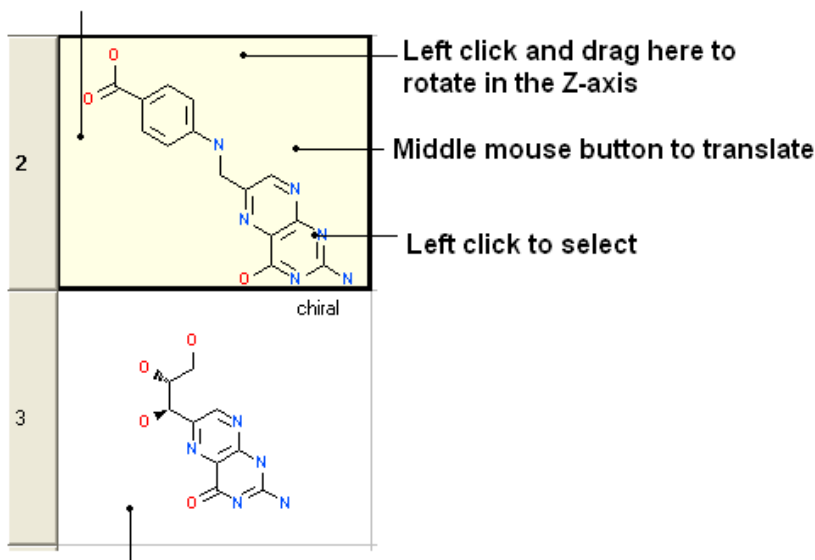 Left click and drag here to
rotate in the Z-axis
O
O
N
Middle mouse button to translate
2
N
N
N
Left click to select
O
N
N
chiral
O
O
3
O
N
N
N
O
N
N